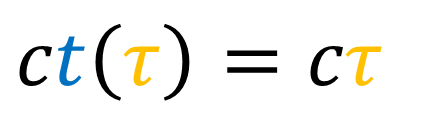 ct(τ) = cτ